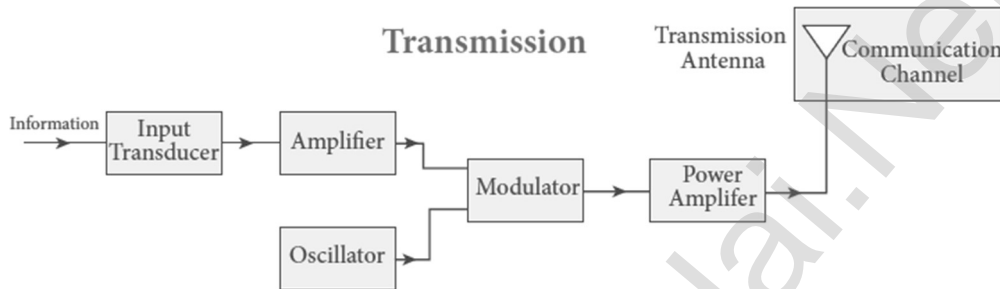 Transmission
Transmission
Antenna
Communication
Channel
Information
Input
Transducer
Amplifier
Modulator
Power
Amplifer
Oscillator